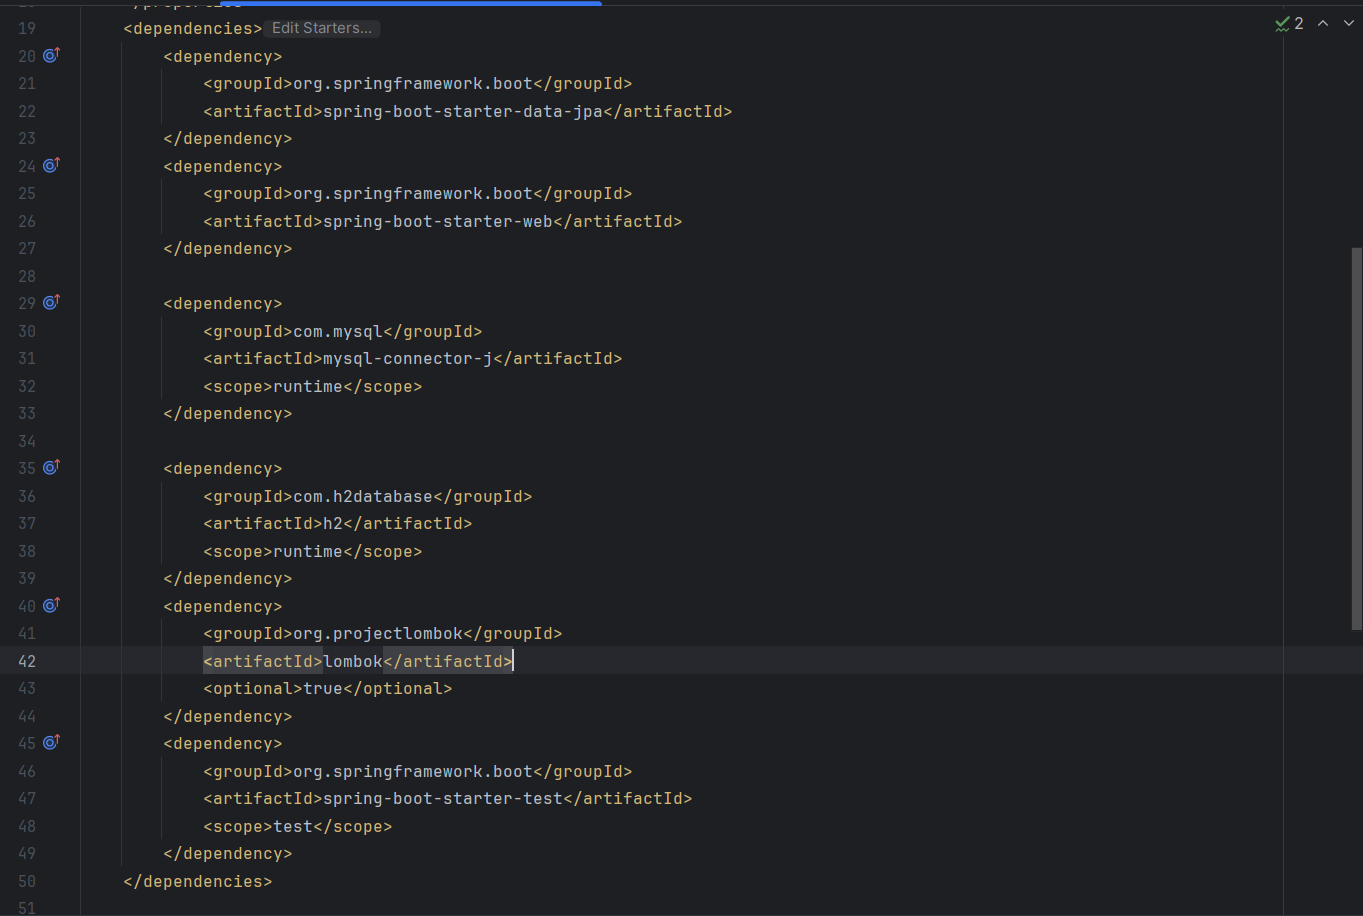 19 <dependencies> Edit Starters... 2
20 <dependency>
21 <groupId>org.springframework.boot</groupId>
22 <artifactId>spring-boot-starter-data-jpa</artifactId>
23 </dependency>
24 <dependency>
25 <groupId>org.springframework.boot</groupId>
26 <artifactId>spring-boot-starter-web</artifactId>
27 </dependency>
28
29 <dependency>
30 <groupId>com.mysql</groupId>
31 <artifactId>mysql-connector-j</artifactId>
32 <scope>runtime</scope>
33 </dependency>
34
35 <dependency>
36 <groupId>com.h2database</groupId>
37 <artifactId>h2</artifactId>
38 <scope>runtime</scope>
39 </dependency>
40 <dependency>
41 <groupId>org.projectlombok</groupId>
42 <artifactId>lombok</artifactId>
43 <optional>true</optional>
44 </dependency>
45 <dependency>
46 <groupId>org.springframework.boot</groupId>
47 <artifactId>spring-boot-starter-test</artifactId>
48 <scope>test</scope>
49 </dependency>
50 </dependencies>
51